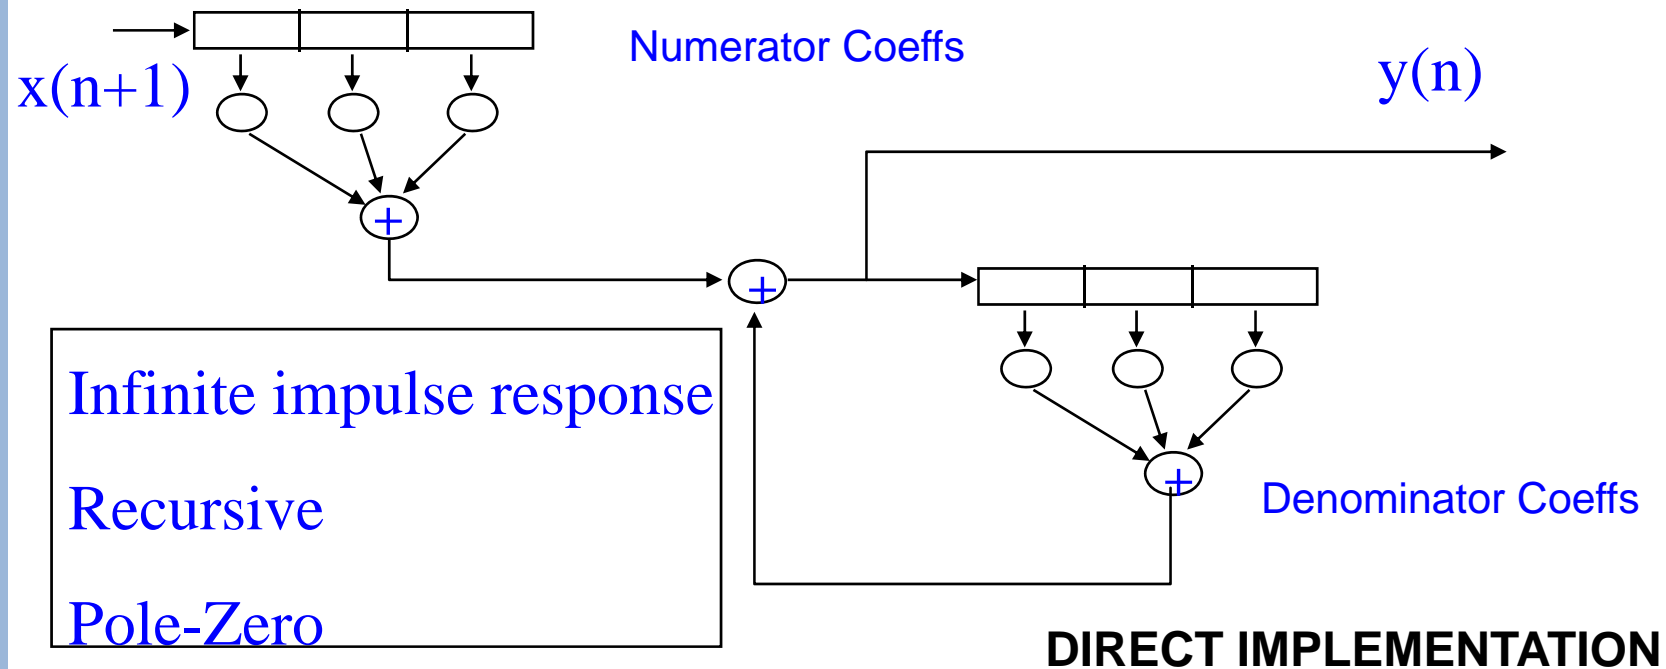 Numerator Coeffs
x(n+1)
y(n)
+
+
Infinite impulse response
Recursive
Pole-Zero
+
Denominator Coeffs
DIRECT IMPLEMENTATION